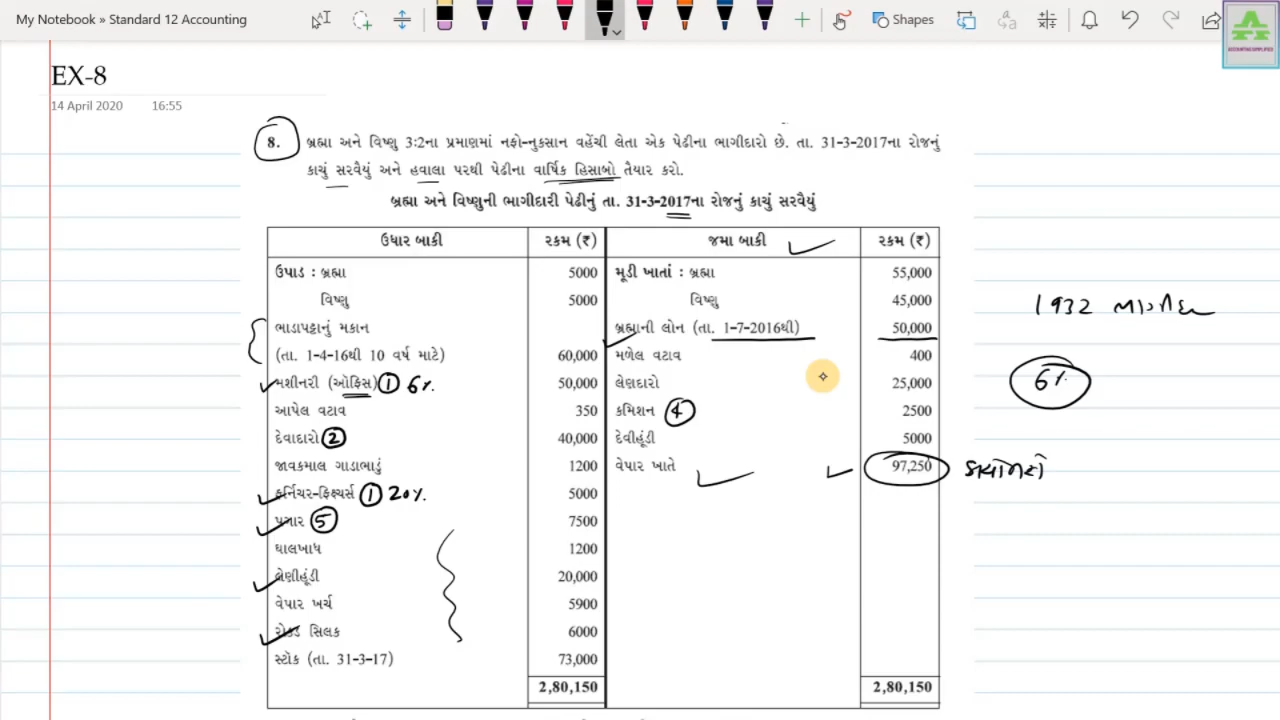 My Notebook » Standard 12 Accounting
Shapes
EX-8
14 April 2020 16:55
8. બ્રહ્મા અને વિષ્ણુ 3:2ના પ્રમાણમાં નફો-નુકસાન વહેંચી લેતા એક પેઢીના ભાગીદારો છે. તા. 31-3-2017ના રોજનું
કાચું સરવૈયું અને હવાલા પરથી પેઢીના વાર્ષિક હિસાબો તૈયાર કરો.
બ્રહ્મા અને વિષ્ણુની ભાગીદારી પેઢીનું તા. 31-3-2017ના રોજનું કાચું સરવૈયું
ઉધાર બાકી રકમ (₹) જમા બાકી રકમ (₹)
ઉપાડ : બ્રહ્મા 5000 મૂડી ખાતાં : બ્રહ્મા 55,000
વિષ્ણુ 5000 વિષ્ણુ 45,000
1932
ભાડાપટ્ટાનું મકાન બ્રહ્માની લોન (તા. 1-7-2016થી) 50,000
(તા. 1-4-16થી 10 વર્ષ માટે) 60,000 મળેલ વટાવ 400
મશીનરી (ઑફિસ) 1 6% 50,000 લેણદારો 25,000 6%
આપેલ વટાવ 350 કમિશન 4 2500
દેવાદારો 2 40,000 દેવીહૂંડી 5000
જાવકમાલ ગાડાભાડું 1200 વેપાર ખાતે 97,250
ફર્નિચર-ફિક્ચર્સ 1 20% 5000
પગાર 5 7500
ઘાલખાધ 1200
લેણીહૂંડી 20,000
વેપાર ખર્ચ 5900
રોકડ સિલક 6000
સ્ટૉક (તા. 31-3-17) 73,000
2,80,150 2,80,150